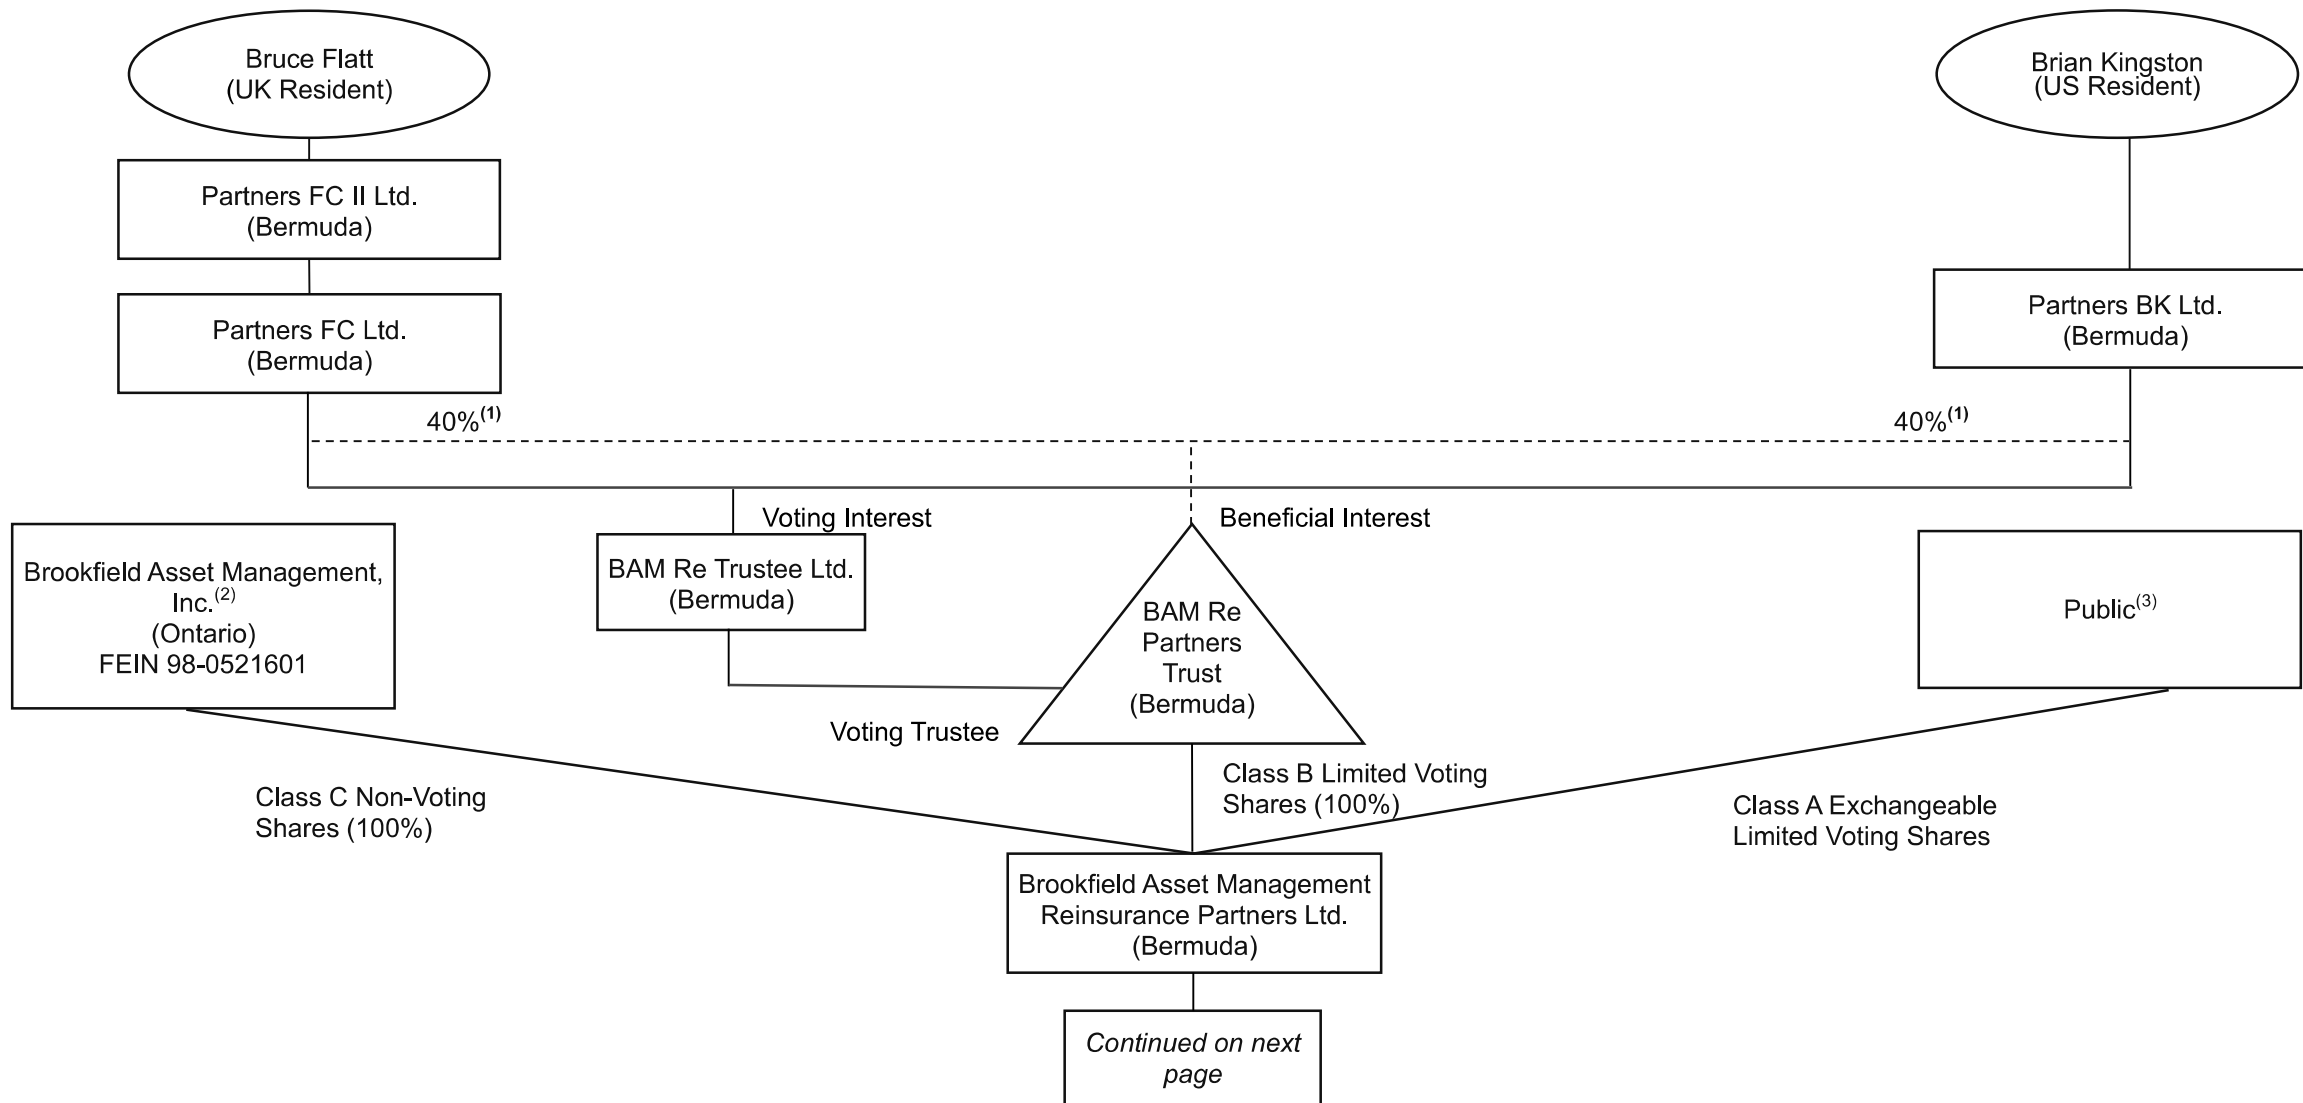 Bruce Flatt
(UK Resident)
Brian Kingston
(US Resident)
Partners FC II Ltd.
(Bermuda)
Partners FC Ltd.
(Bermuda)
Partners BK Ltd.
(Bermuda)
40%(1)
40%(1)
Voting Interest
Beneficial Interest
Brookfield Asset Management,
Inc.(2)
(Ontario)
FEIN 98-0521601
BAM Re Trustee Ltd.
(Bermuda)
BAM Re
Partners
Trust
(Bermuda)
Public(3)
Voting Trustee
Class C Non-Voting
Shares (100%)
Class B Limited Voting
Shares (100%)
Class A Exchangeable
Limited Voting Shares
Brookfield Asset Management
Reinsurance Partners Ltd.
(Bermuda)
Continued on next
page